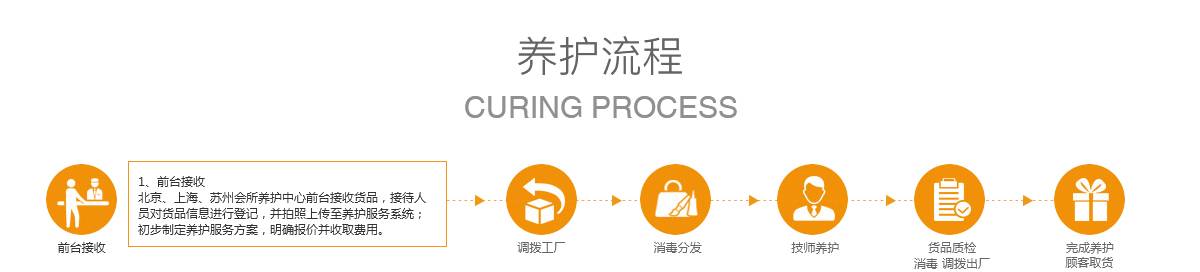 养护流程
CURING PROCESS
1、前台接收
北京、上海、苏州会所养护中心前台接收货品，接待人
员对货品信息进行登记，并拍照上传至养护服务系统；
初步制定养护服务方案，明确报价并收取费用。
前台接收
调拨工厂
消毒分发
技师养护
货品质检
消毒 调拨出厂
完成养护
顾客取货